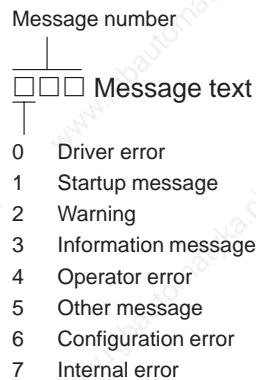 Message number
□□□ Message text
0 Driver error
1 Startup message
2 Warning
3 Information message
4 Operator error
5 Other message
6 Configuration error
7 Internal error